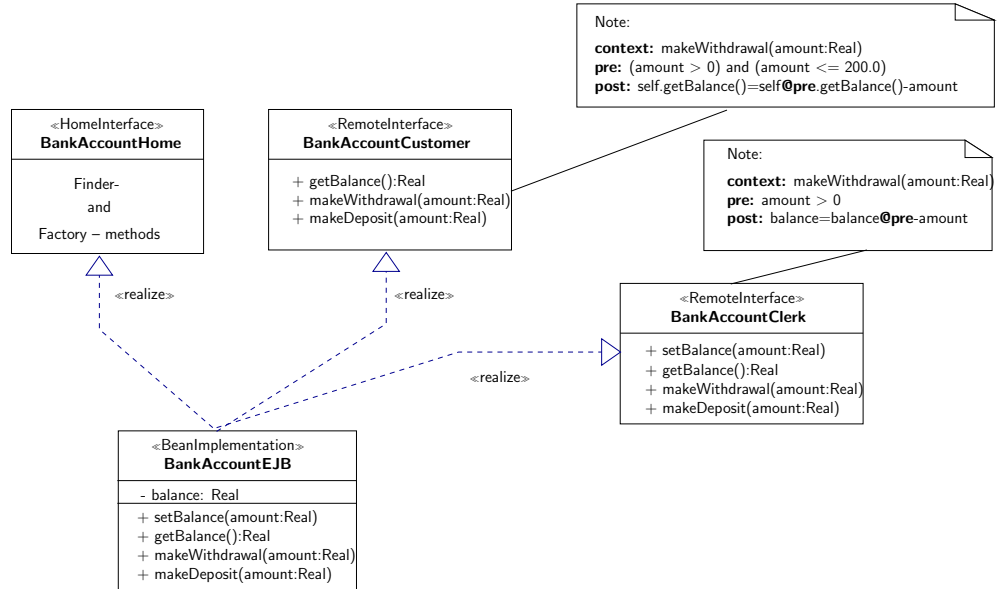 Note:
context: makeWithdrawal(amount:Real)
pre: (amount > 0) and (amount <= 200.0)
post: self.getBalance()=self@pre.getBalance()-amount
≪HomeInterface≫
BankAccountHome
Finder-
and
Factory – methods
≪RemoteInterface≫
BankAccountCustomer
+ getBalance():Real
+ makeWithdrawal(amount:Real)
+ makeDeposit(amount:Real)
Note:
context: makeWithdrawal(amount:Real)
pre: amount > 0
post: balance=balance@pre-amount
≪realize≫
≪realize≫
≪realize≫
≪RemoteInterface≫
BankAccountClerk
+ setBalance(amount:Real)
+ getBalance():Real
+ makeWithdrawal(amount:Real)
+ makeDeposit(amount:Real)
≪BeanImplementation≫
BankAccountEJB
- balance: Real
+ setBalance(amount:Real)
+ getBalance():Real
+ makeWithdrawal(amount:Real)
+ makeDeposit(amount:Real)